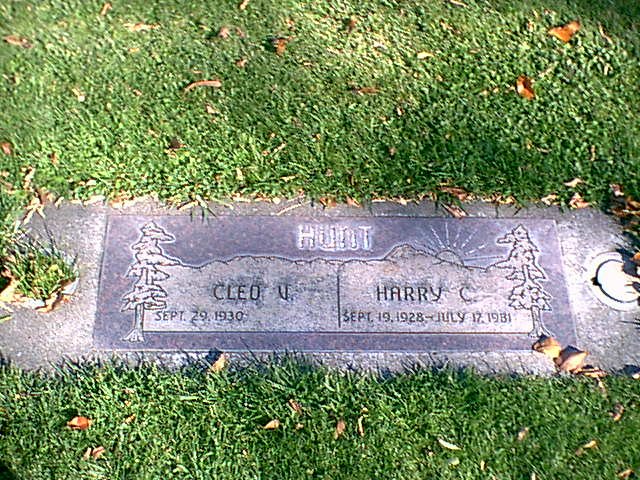 HUNT
CLEO V.
SEPT. 29, 1930
HARRY C.
SEPT. 19, 1928 - JULY 17, 1981